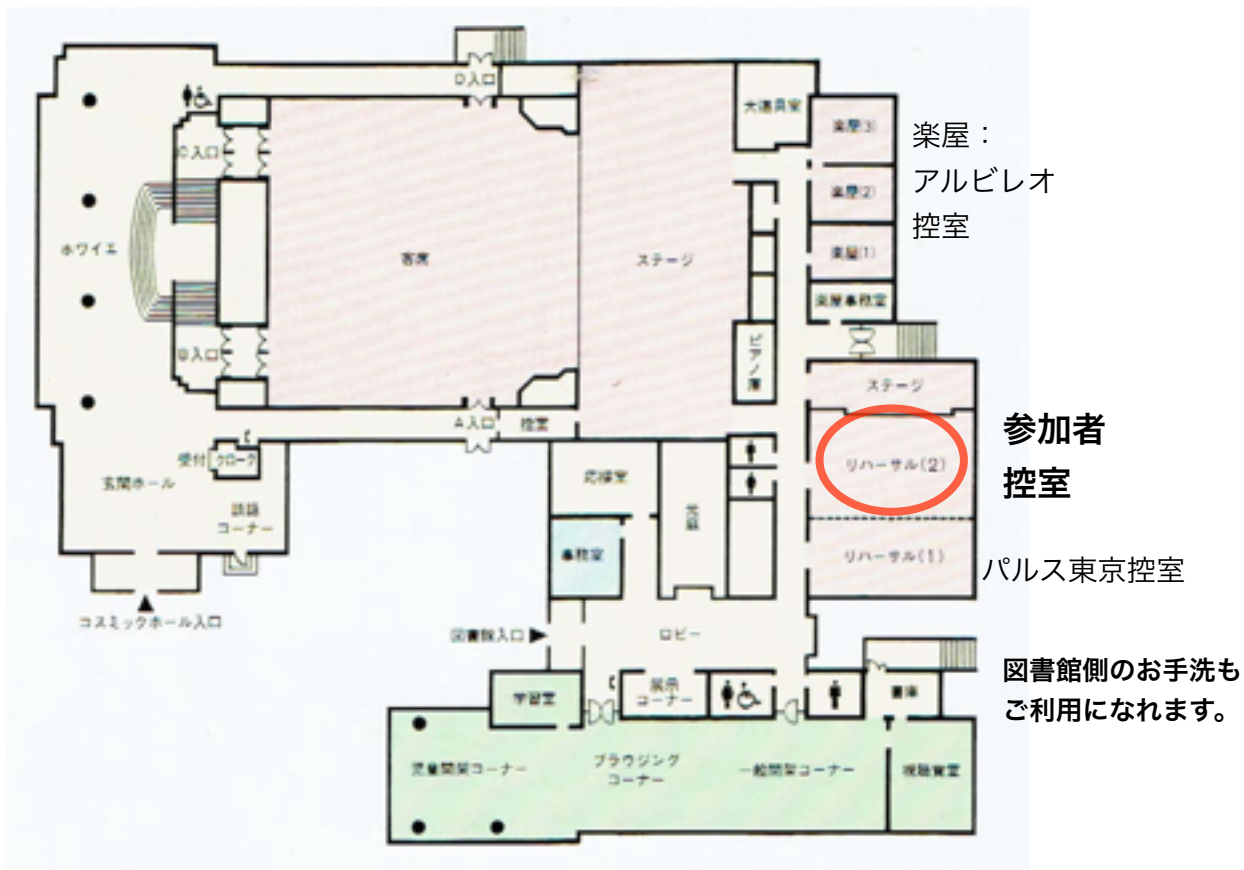 D入口
大道具室
楽屋(3)
楽屋：
アルビレオ
控室
C入口
楽屋(2)
ホワイエ
客席
ステージ
楽屋(1)
楽屋事務室
B入口
ピアノ庫
ステージ
A入口
控室
参加者
控室
受付
クローク
リハーサル(2)
玄関ホール
応接室
談話
コーナー
事務室
リハーサル(1)
パルス東京控室
コスミックホール入口
図書館入口
ロビー
図書館側のお手洗も
ご利用になれます。
学習室
展示
コーナー
書庫
児童開架コーナー
ブラウジング
コーナー
一般開架コーナー
視聴覚室